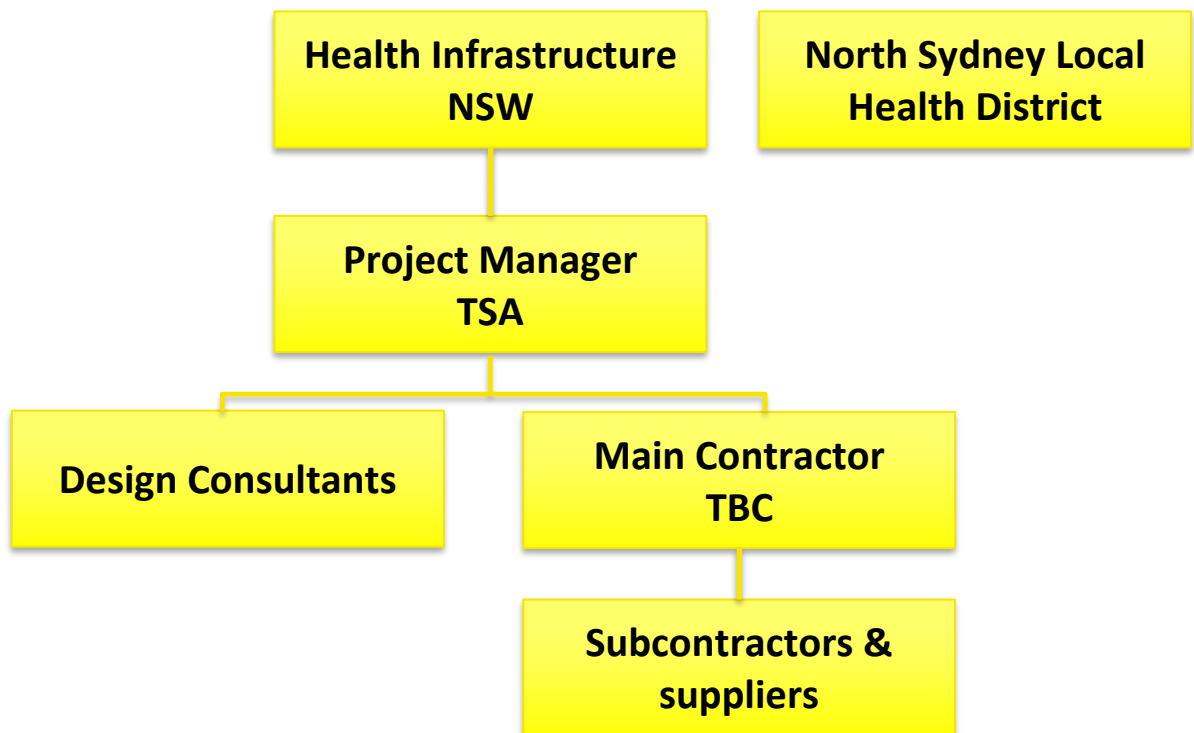 Health Infrastructure
NSW
North Sydney Local
Health District
Project Manager
TSA
Design Consultants
Main Contractor
TBC
Subcontractors &
suppliers